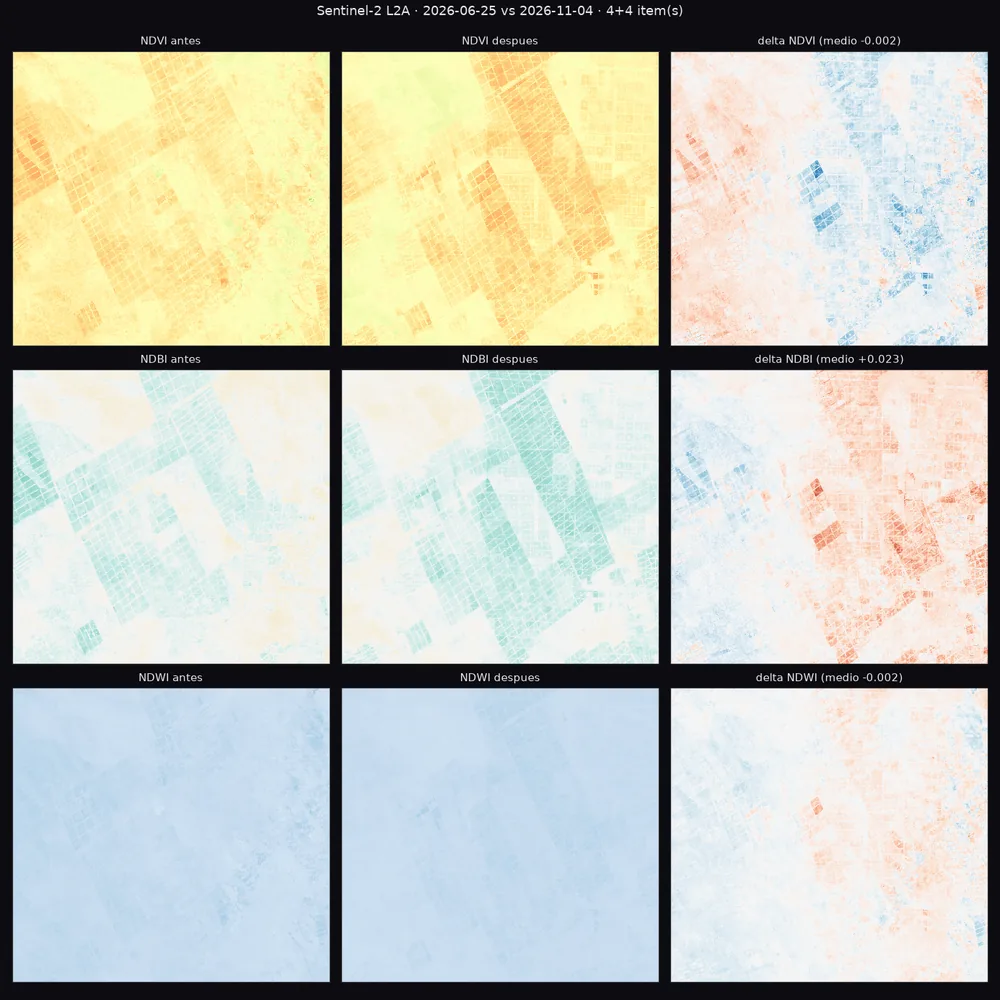 Sentinel-2 L2A · 2026-06-25 vs 2026-11-04 · 4+4 item(s)
NDVI antes
NDVI despues
delta NDVI (medio -0.002)
NDBI antes
NDBI despues
delta NDBI (medio +0.023)
NDWI antes
NDWI despues
delta NDWI (medio -0.002)